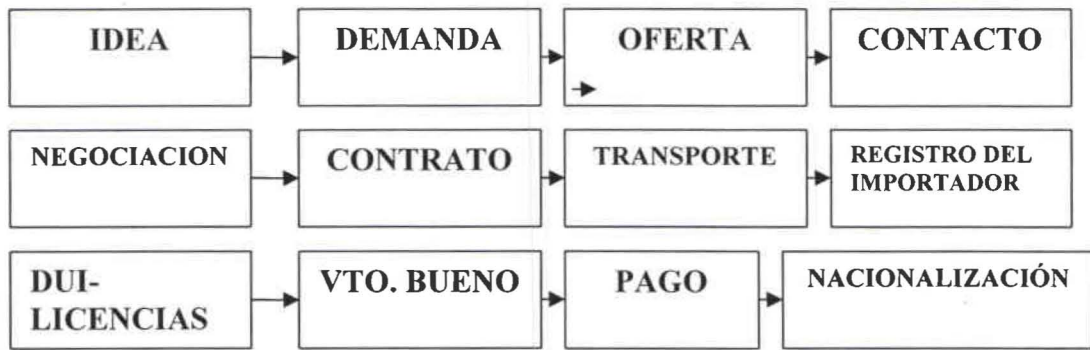 IDEA
DEMANDA
OFERTA
CONTACTO
NEGOCIACION
CONTRATO
TRANSPORTE
REGISTRO DEL
IMPORTADOR
DUI-
LICENCIAS
VTO. BUENO
PAGO
NACIONALIZACIÓN